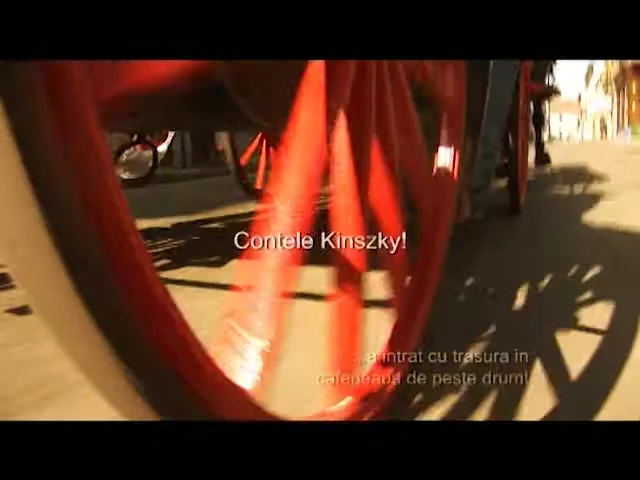 Contele Kinszky!
...a intrat cu trasura in
cafeneaua de peste drum!